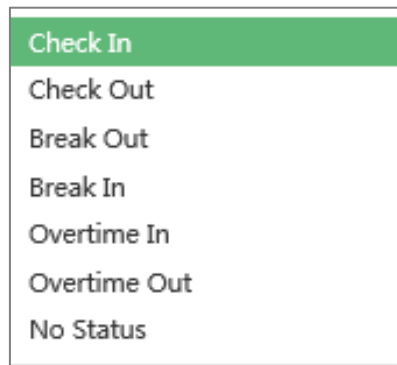 Check In
Check Out
Break Out
Break In
Overtime In
Overtime Out
No Status